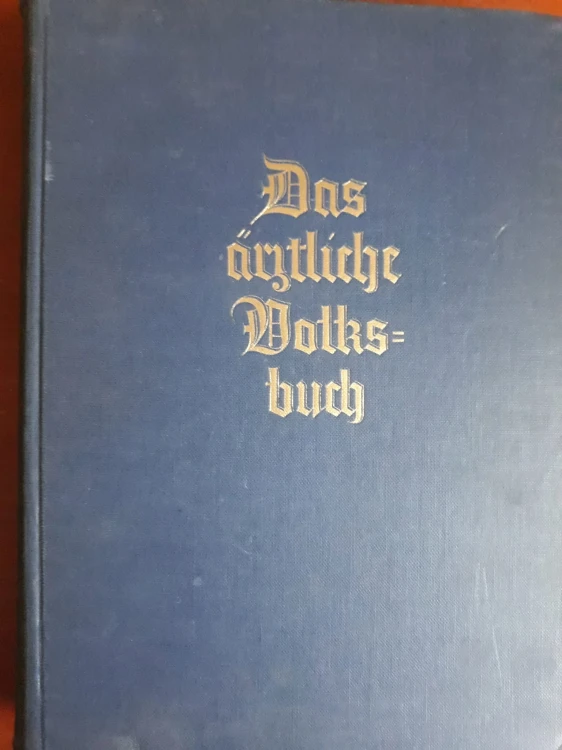 Das
ärztliche
Volks=
buch